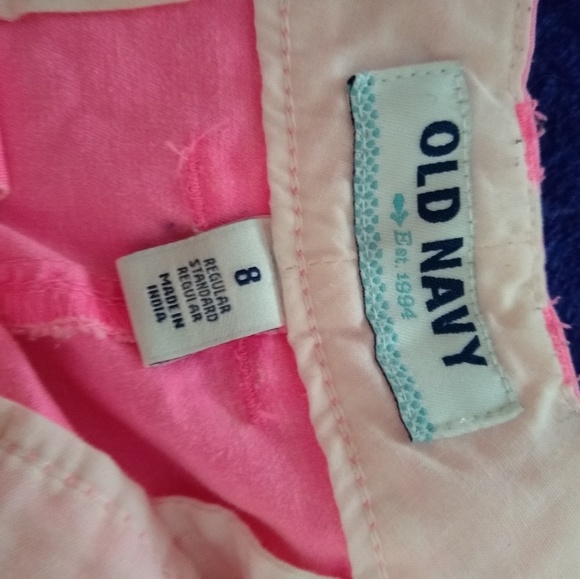 OLD NAVY
Est. 1994
8
REGULAR
STANDARD
REGULAR
MADE IN
INDIA